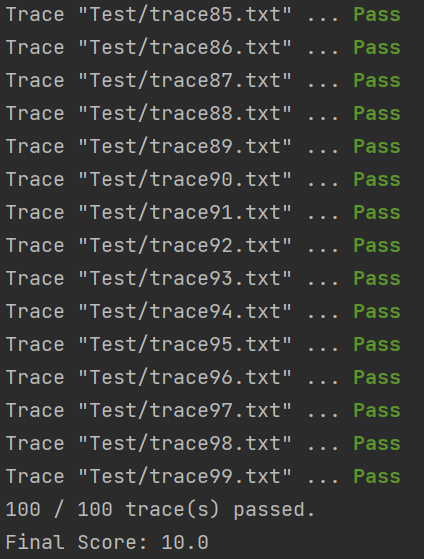 Trace "Test/trace85.txt" ... Pass
Trace "Test/trace86.txt" ... Pass
Trace "Test/trace87.txt" ... Pass
Trace "Test/trace88.txt" ... Pass
Trace "Test/trace89.txt" ... Pass
Trace "Test/trace90.txt" ... Pass
Trace "Test/trace91.txt" ... Pass
Trace "Test/trace92.txt" ... Pass
Trace "Test/trace93.txt" ... Pass
Trace "Test/trace94.txt" ... Pass
Trace "Test/trace95.txt" ... Pass
Trace "Test/trace96.txt" ... Pass
Trace "Test/trace97.txt" ... Pass
Trace "Test/trace98.txt" ... Pass
Trace "Test/trace99.txt" ... Pass
100 / 100 trace(s) passed.
Final Score: 10.0